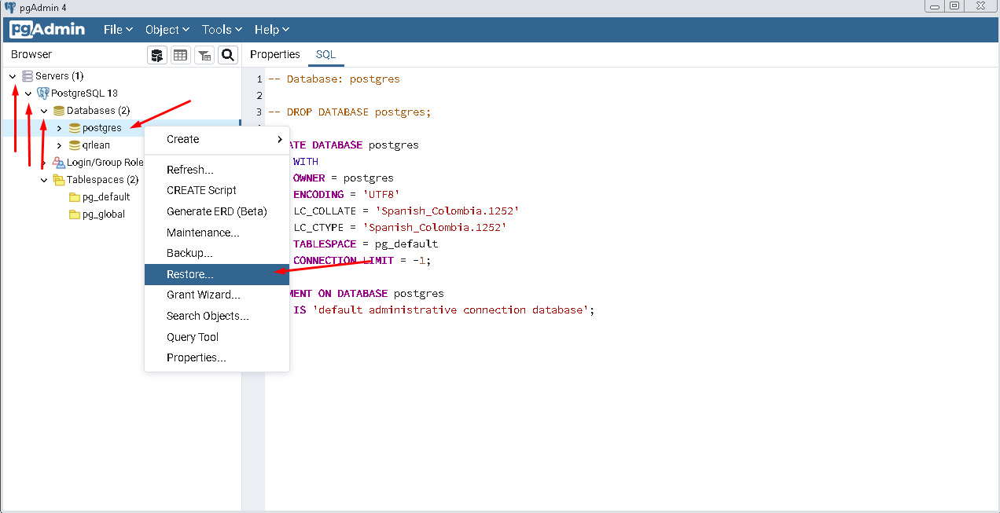 pgAdmin 4
pgAdmin File Object Tools Help
Browser
Properties SQL
Servers (1)
PostgreSQL 13
Databases (2)
postgres
qrlean
Login/Group Role
Tablespaces (2)
pg_default
pg_global
Create
Refresh...
CREATE Script
Generate ERD (Beta)
Maintenance...
Backup...
Restore...
Grant Wizard...
Search Objects...
Query Tool
Properties...
1 -- Database: postgres
2
3 -- DROP DATABASE postgres;
ATE DATABASE postgres
WITH
OWNER = postgres
ENCODING = 'UTF8'
LC_COLLATE = 'Spanish_Colombia.1252'
LC_CTYPE = 'Spanish_Colombia.1252'
TABLESPACE = pg_default
CONNECTION LIMIT = -1;
MENT ON DATABASE postgres
IS 'default administrative connection database';